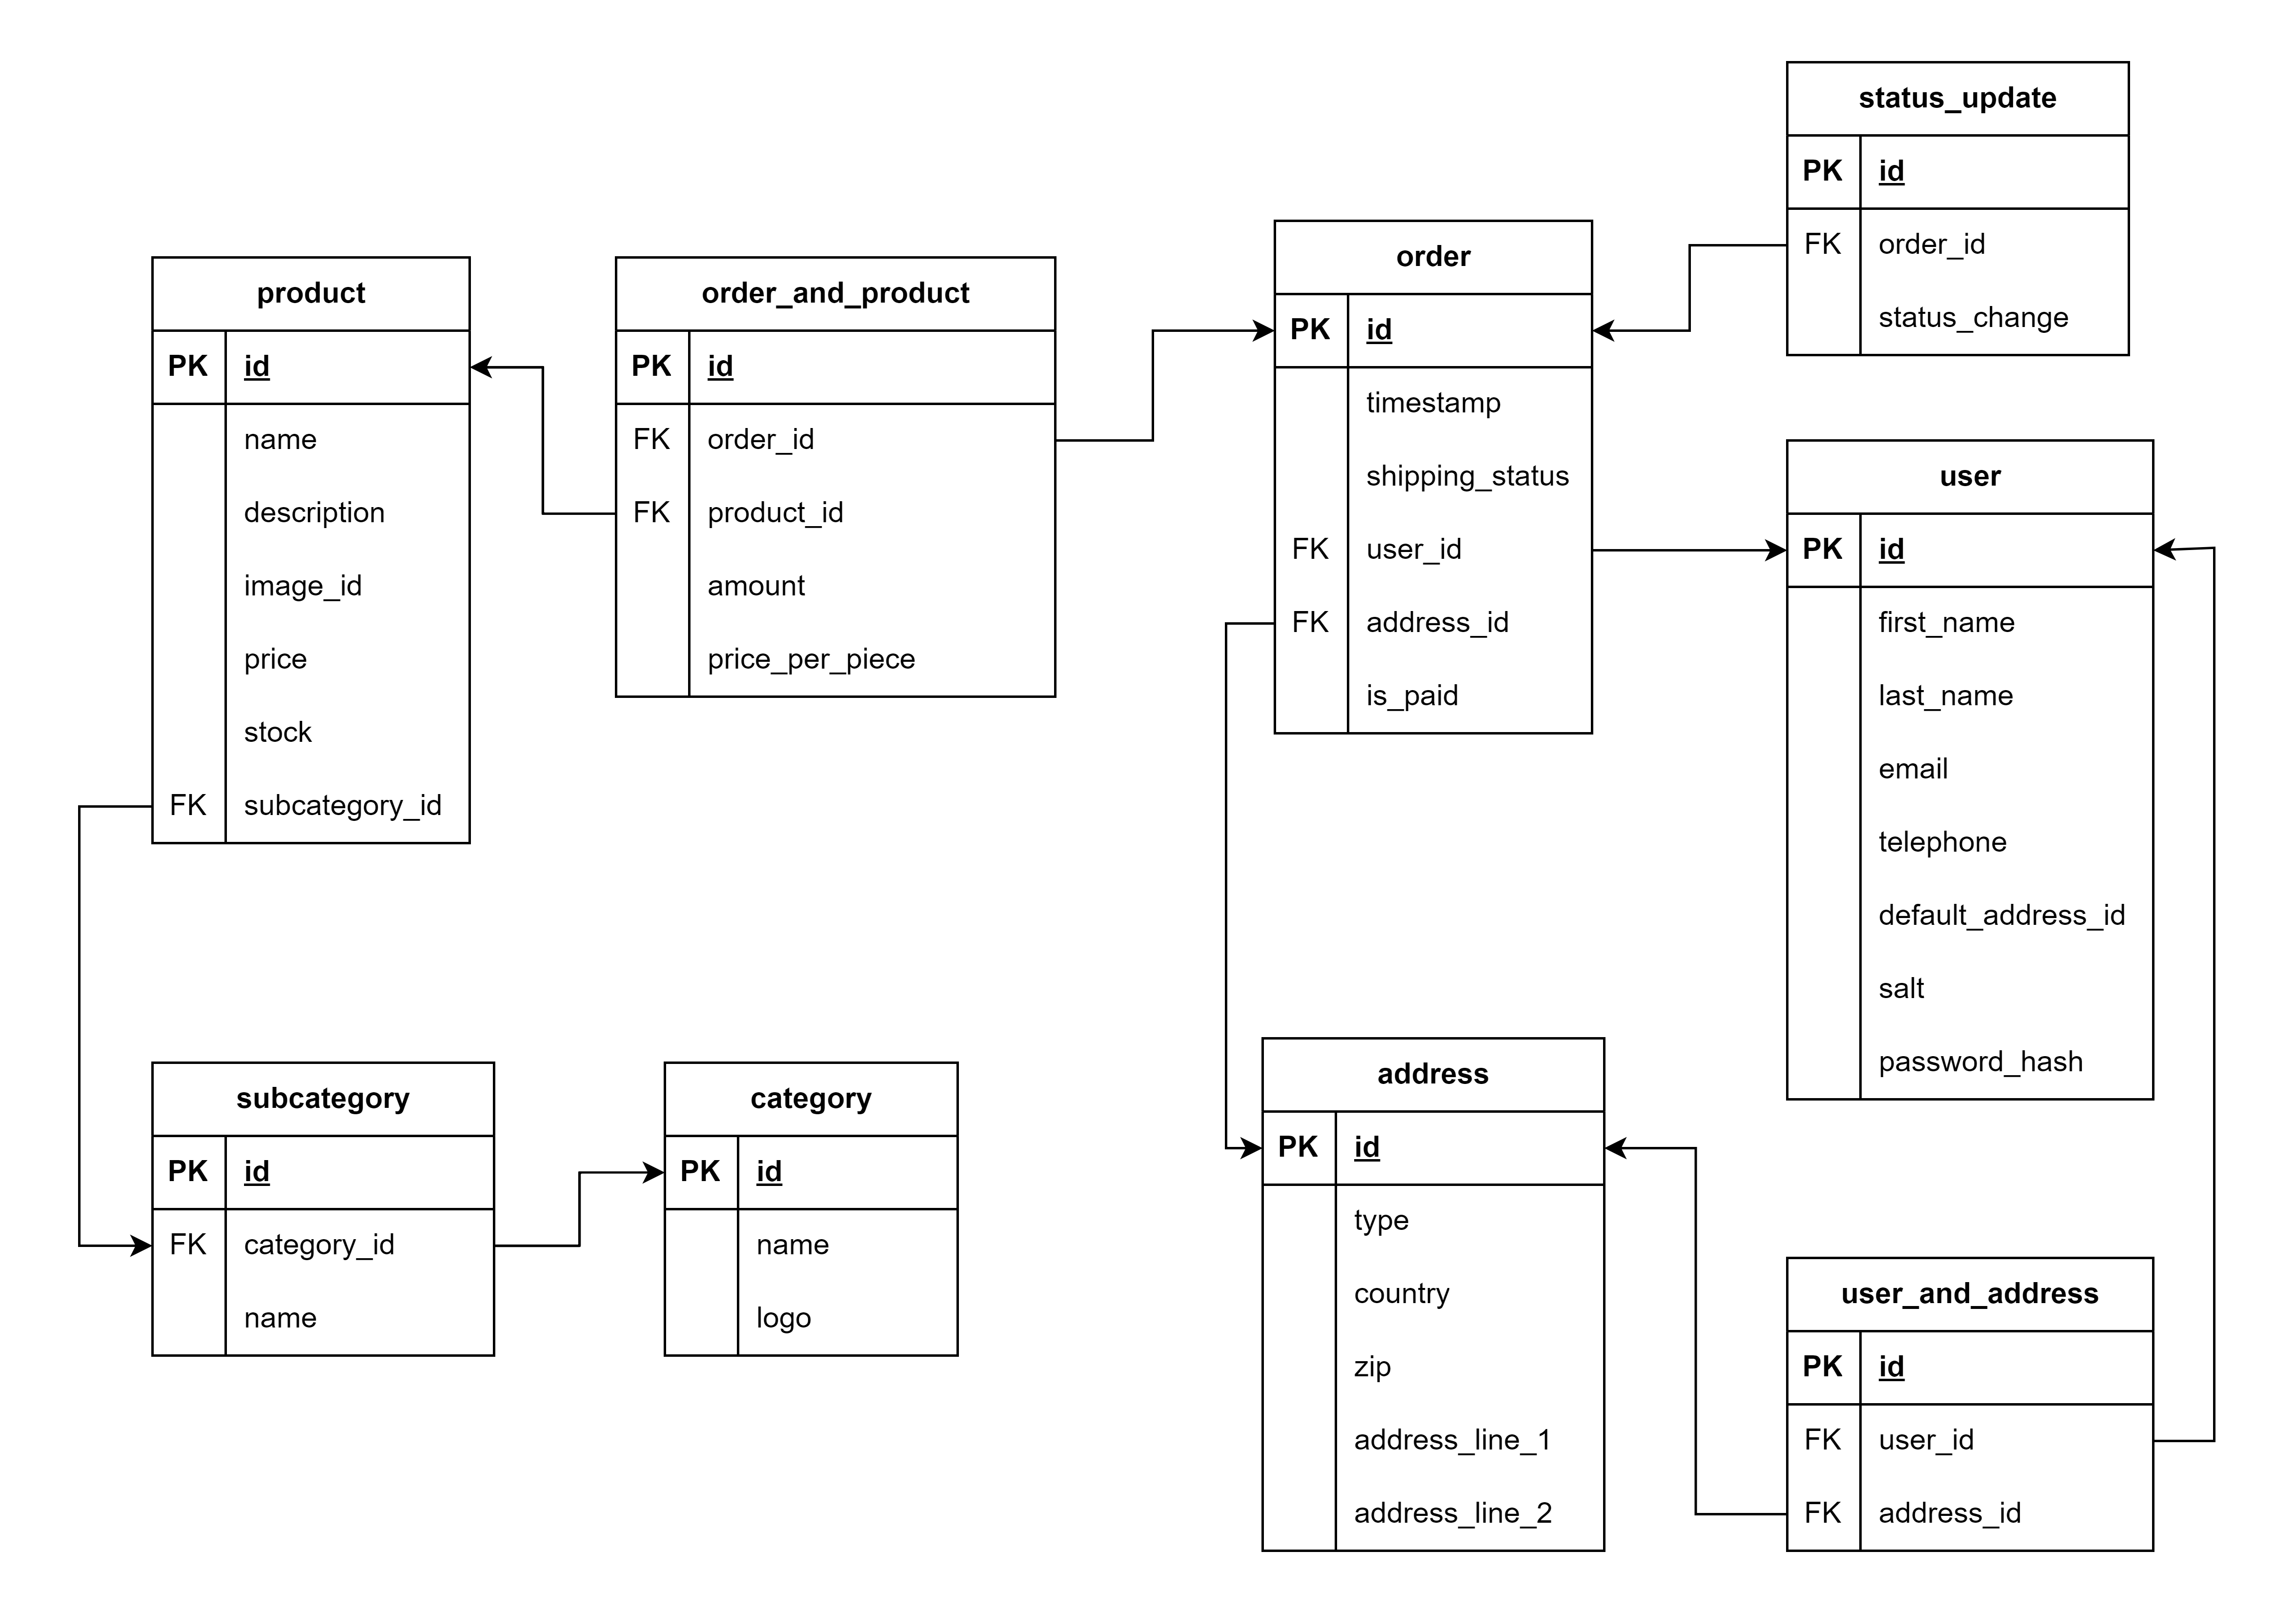 status_update
PK id
FK order_id
status_change
order
PK id
timestamp
shipping_status
FK user_id
FK address_id
is_paid
product
PK id
name
description
image_id
price
stock
FK subcategory_id
order_and_product
PK id
FK order_id
FK product_id
amount
price_per_piece
user
PK id
first_name
last_name
email
telephone
default_address_id
salt
password_hash
subcategory
PK id
FK category_id
name
category
PK id
name
logo
address
PK id
type
country
zip
address_line_1
address_line_2
user_and_address
PK id
FK user_id
FK address_id